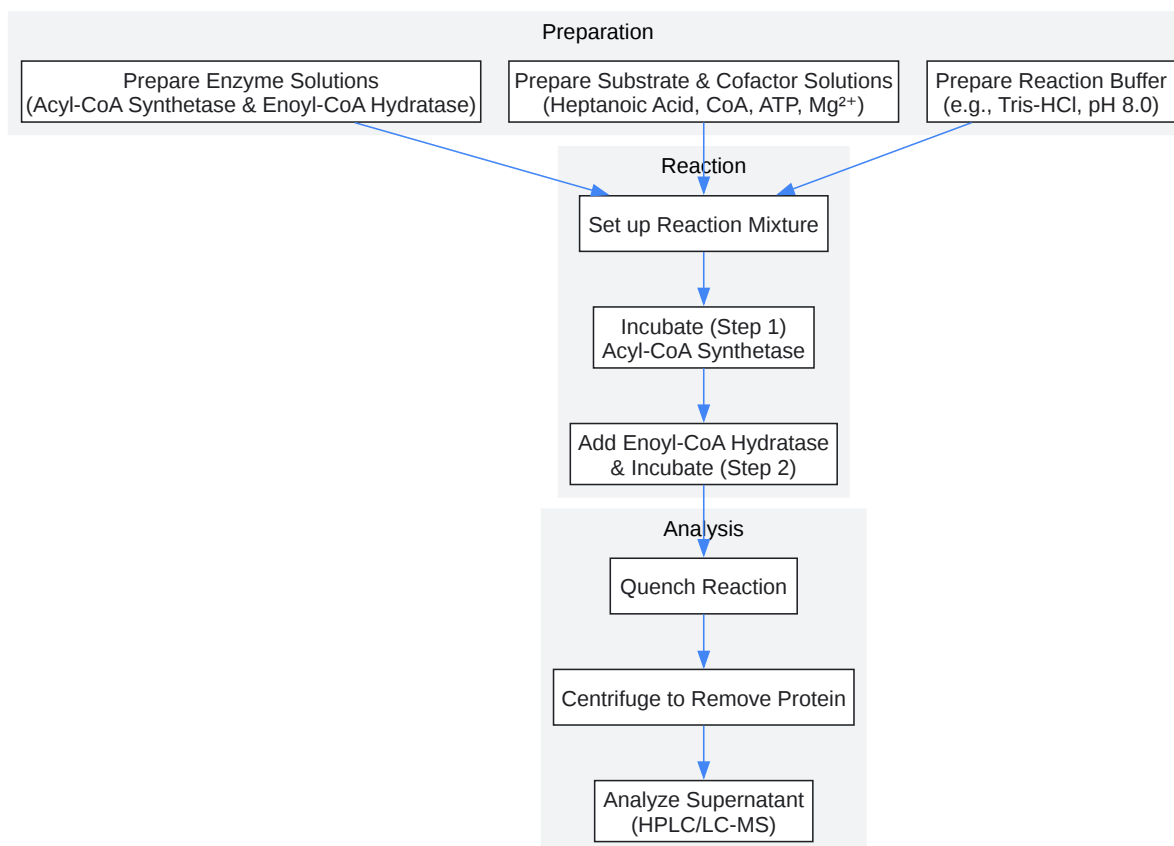 Preparation
Prepare Enzyme Solutions
(Acyl-CoA Synthetase & Enoyl-CoA Hydratase)
Prepare Substrate & Cofactor Solutions
(Heptanoic Acid, CoA, ATP, Mg²⁺)
Prepare Reaction Buffer
(e.g., Tris-HCl, pH 8.0)
Reaction
Set up Reaction Mixture
Incubate (Step 1)
Acyl-CoA Synthetase
Add Enoyl-CoA Hydratase
& Incubate (Step 2)
Analysis
Quench Reaction
Centrifuge to Remove Protein
Analyze Supernatant
(HPLC/LC-MS)